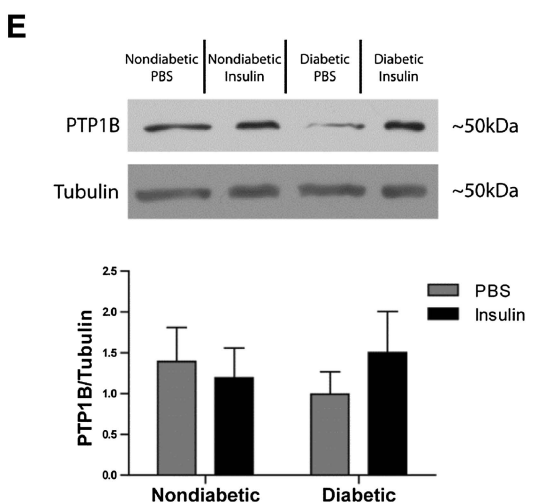 E
Nondiabetic PBS
Nondiabetic Insulin
Diabetic PBS
Diabetic Insulin
PTP1B
~50kDa
Tubulin
~50kDa
2.5
2.0
1.5
1.0
0.5
0.0
PTP1B/Tubulin
PBS
Insulin
Nondiabetic
Diabetic